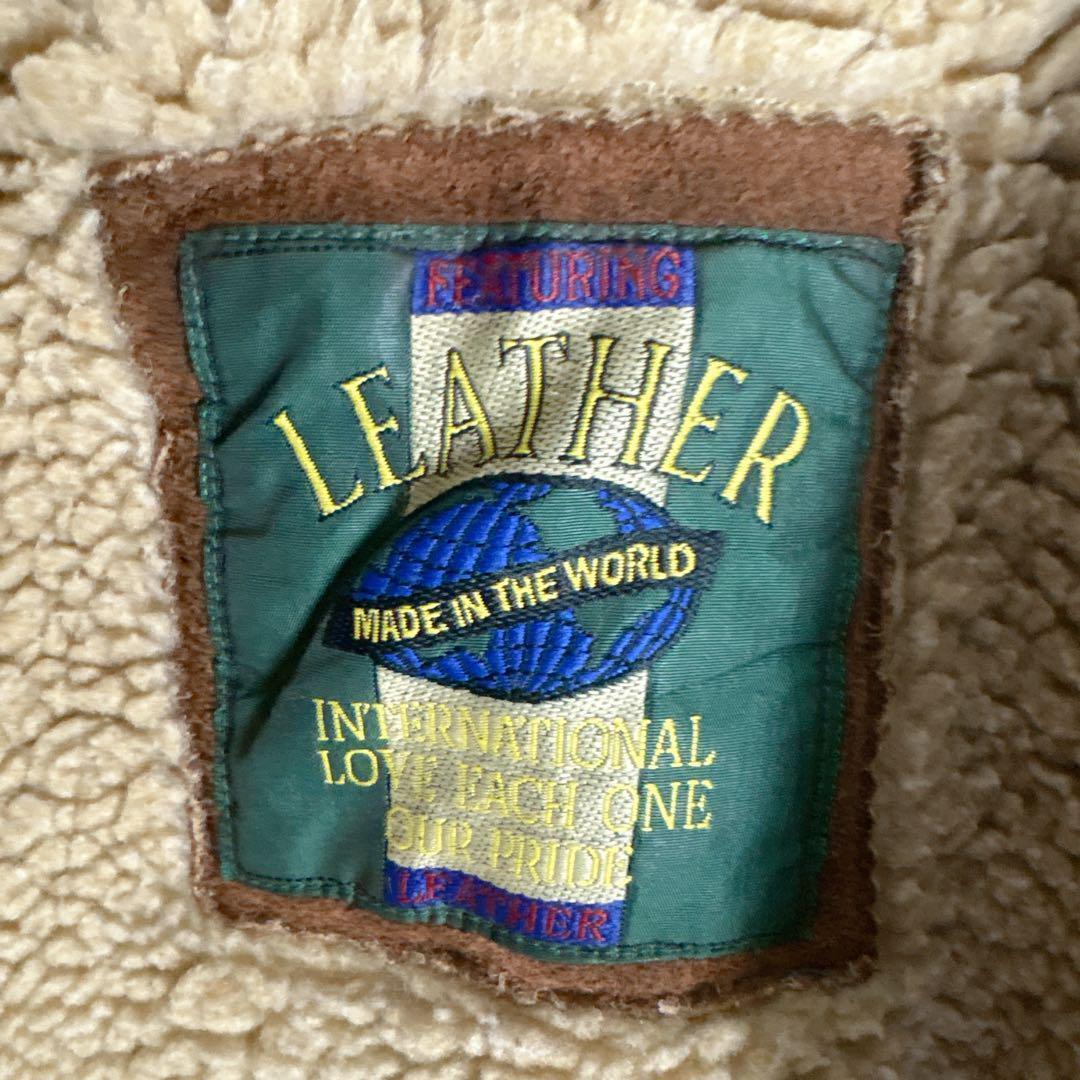 FEATURING
LEATHER
MADE IN THE WORLD
INTERNATIONAL
LOVE EACH ONE
OUR PRIDE
LEATHER